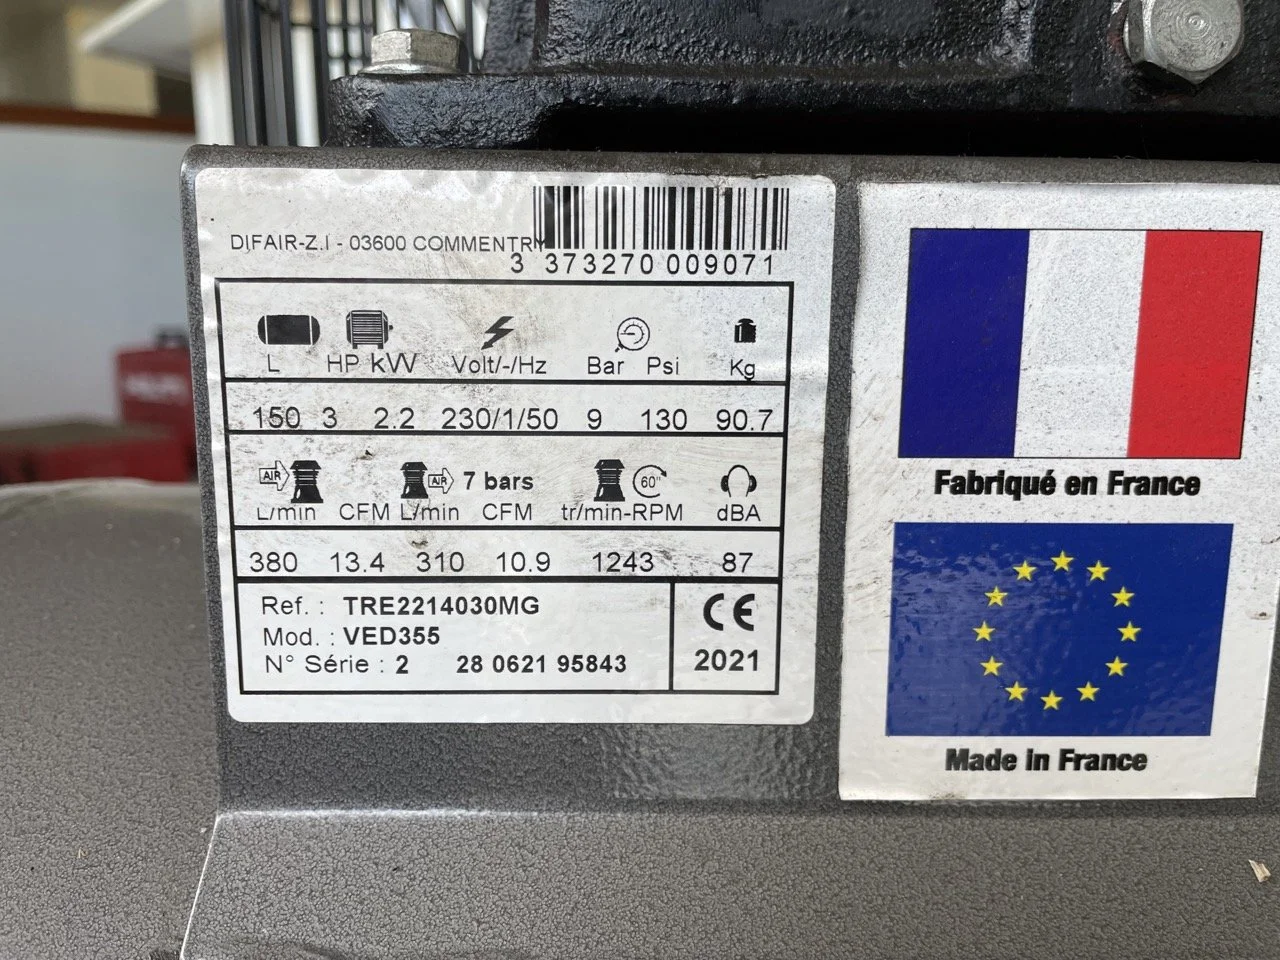 DIFAIR-Z.I - 03600 COMMENTRY
3 373270 009071
L HP kW Volt/-/Hz Bar Psi Kg
150 3 2.2 230/1/50 9 130 90.7
AIR AIR 7 bars 60"
L/min CFM L/min CFM tr/min-RPM dBA
380 13.4 310 10.9 1243 87
Ref. : TRE2214030MG
Mod. : VED355
N° Série : 2 28 0621 95843
CE
2021
Fabriqué en France
Made in France